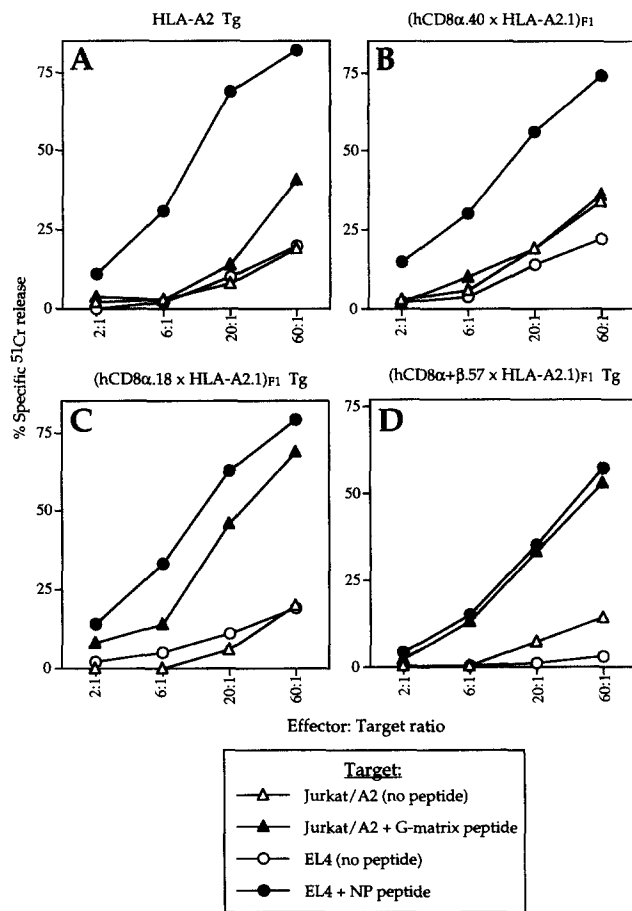 HLA-A2 Tg
(hCD8α.40 x HLA-A2.1)F1
A
B
75
50
25
0
2:1
6:1
20:1
60:1
75
50
25
0
2:1
6:1
20:1
60:1
% Specific 51Cr release
(hCD8α.18 x HLA-A2.1)F1 Tg
(hCD8α+β.57 x HLA-A2.1)F1 Tg
C
D
75
50
25
0
2:1
6:1
20:1
60:1
75
50
25
0
2:1
6:1
20:1
60:1
Effector: Target ratio
Target:
Jurkat/A2 (no peptide)
Jurkat/A2 + G-matrix peptide
EL4 (no peptide)
EL4 + NP peptide